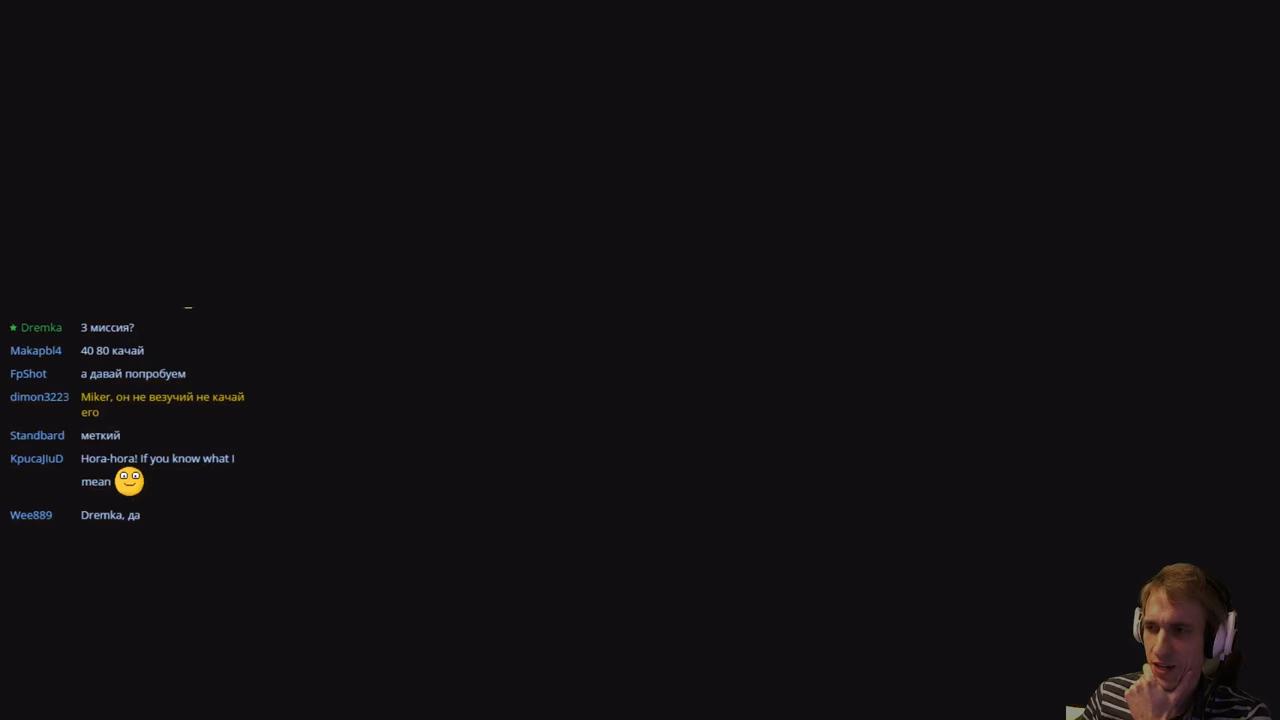 Dremka 3 миссия?
Makapbl4 40 80 качай
FpShot а давай попробуем
dimon3223 Miker, он не везучий не качай
его
Standbard меткий
KpucaJIuD Hora-hora! If you know what I
mean
Wee889 Dremka, да